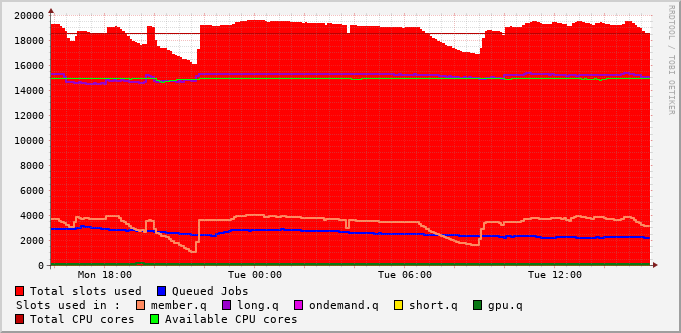 20000
18000
16000
14000
12000
10000
8000
6000
4000
2000
0
Mon 18:00 Tue 00:00 Tue 06:00 Tue 12:00
RRDTOOL / TOBI OETIKER
Total slots used Queued Jobs
Slots used in : member.q long.q ondemand.q short.q gpu.q
Total CPU cores Available CPU cores